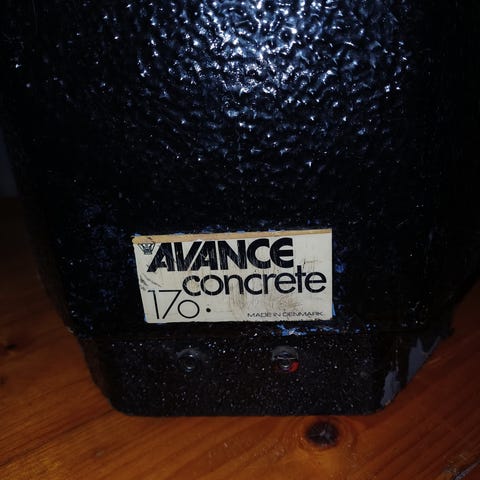 AVANCE
concrete
170.
MADE IN DENMARK